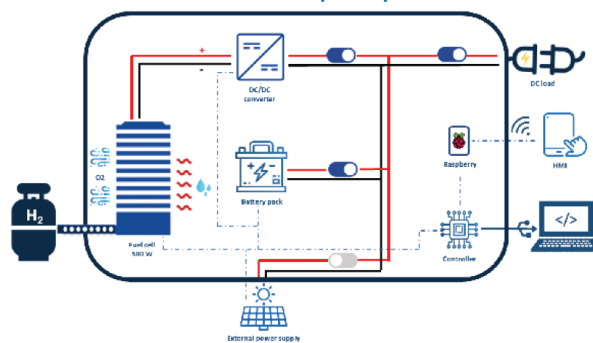 +
-
DC/DC
converter
DC load
O2
Battery pack
Raspberry
HMI
H2
</>
Fuel cell
500 W
Controller
External power supply